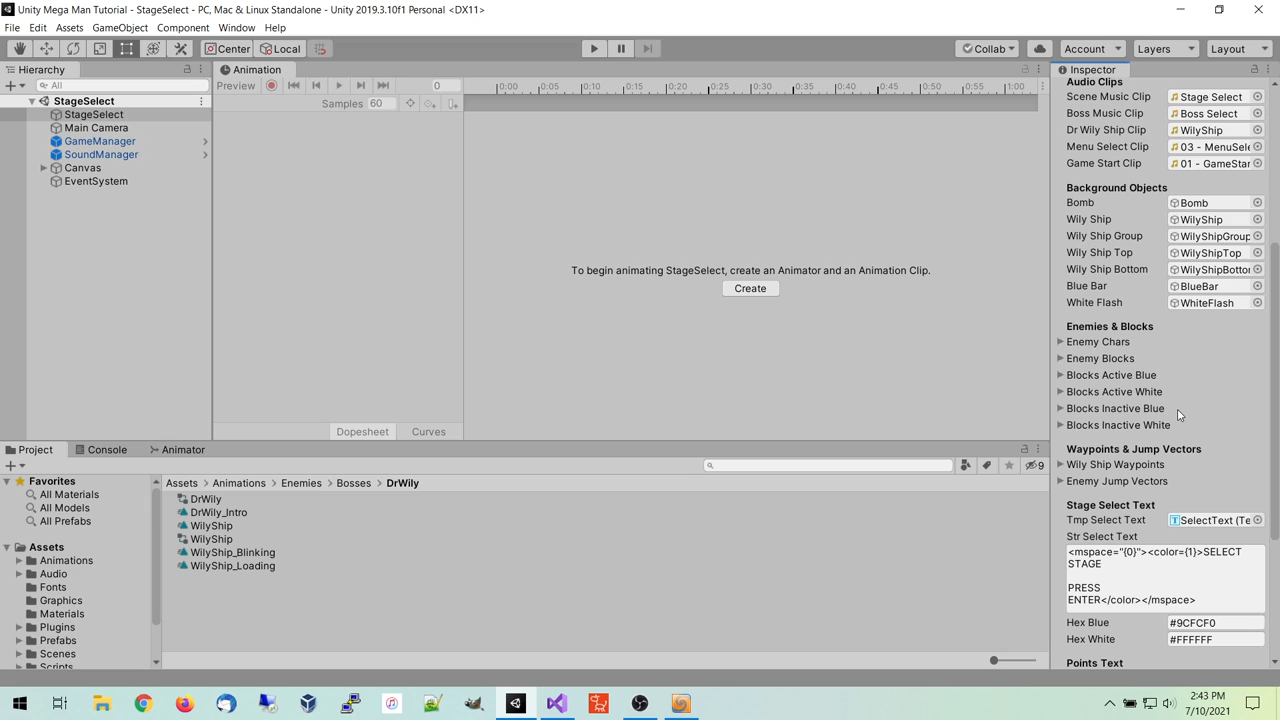 Unity Mega Man Tutorial - StageSelect - PC, Mac & Linux Standalone - Unity 2019.3.10f1 Personal <DX11>
File Edit Assets GameObject Component Window Help
Center Local Collab Account Layers Layout
Hierarchy
All
StageSelect
StageSelect
Main Camera
GameManager
SoundManager
Canvas
EventSystem
Animation
Preview 0 0:00 0:05 0:10 0:15 0:20 0:25 0:30 0:35 0:40 0:45 0:50 0:55 1:00
Samples 60
To begin animating StageSelect, create an Animator and an Animation Clip.
Create
Dopesheet Curves
Inspector
Audio Clips
Scene Music Clip Stage Select
Boss Music Clip Boss Select
Dr Wily Ship Clip WilyShip
Menu Select Clip 03 - MenuSele
Game Start Clip 01 - GameStar
Background Objects
Bomb Bomb
Wily Ship WilyShip
Wily Ship Group WilyShipGroup
Wily Ship Top WilyShipTop
Wily Ship Bottom WilyShipBottor
Blue Bar BlueBar
White Flash WhiteFlash
Enemies & Blocks
Enemy Chars
Enemy Blocks
Blocks Active Blue
Blocks Active White
Blocks Inactive Blue
Blocks Inactive White
Waypoints & Jump Vectors
Wily Ship Waypoints
Enemy Jump Vectors
Stage Select Text
Tmp Select Text SelectText (Te
Str Select Text
<mspace="{0}"><color={1}>SELECT
STAGE
PRESS
ENTER</color></mspace>
Hex Blue #9CFCF0
Hex White #FFFFFF
Points Text
Project Console Animator
9
Favorites
All Materials
All Models
All Prefabs
Assets
Animations
Audio
Fonts
Graphics
Materials
Plugins
Prefabs
Scenes
Scripts
Assets > Animations > Enemies > Bosses > DrWily
DrWily
DrWily_Intro
WilyShip
WilyShip
WilyShip_Blinking
WilyShip_Loading
2:43 PM
7/10/2021